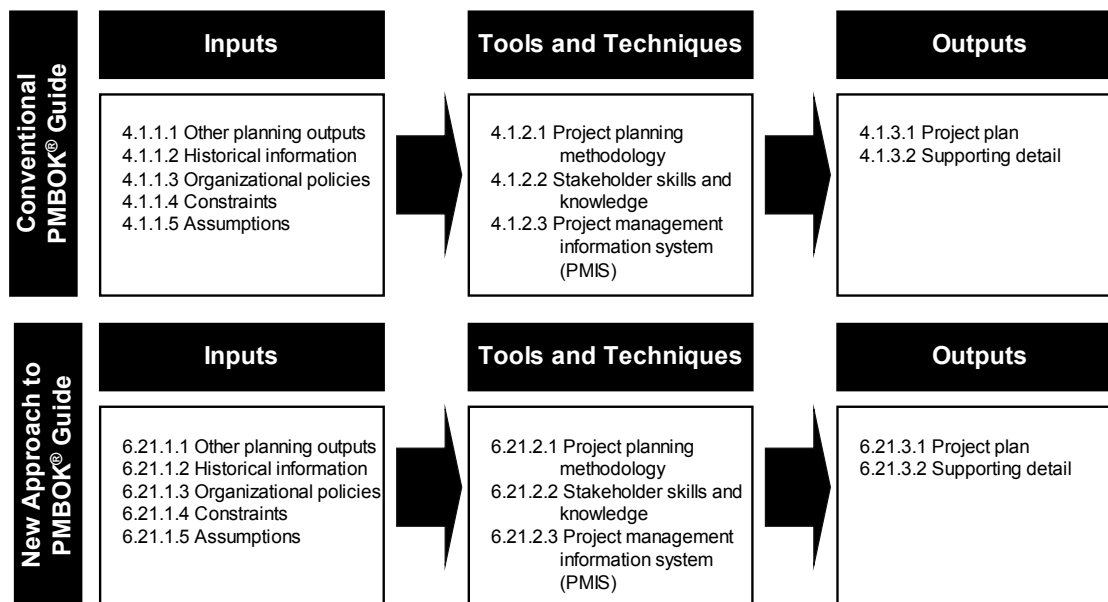 Conventional
PMBOK® Guide
Inputs
Tools and Techniques
Outputs
4.1.1.1 Other planning outputs
4.1.1.2 Historical information
4.1.1.3 Organizational policies
4.1.1.4 Constraints
4.1.1.5 Assumptions
4.1.2.1 Project planning
methodology
4.1.2.2 Stakeholder skills and
knowledge
4.1.2.3 Project management
information system
(PMIS)
4.1.3.1 Project plan
4.1.3.2 Supporting detail
New Approach to
PMBOK® Guide
Inputs
Tools and Techniques
Outputs
6.21.1.1 Other planning outputs
6.21.1.2 Historical information
6.21.1.3 Organizational policies
6.21.1.4 Constraints
6.21.1.5 Assumptions
6.21.2.1 Project planning
methodology
6.21.2.2 Stakeholder skills and
knowledge
6.21.2.3 Project management
information system
(PMIS)
6.21.3.1 Project plan
6.21.3.2 Supporting detail